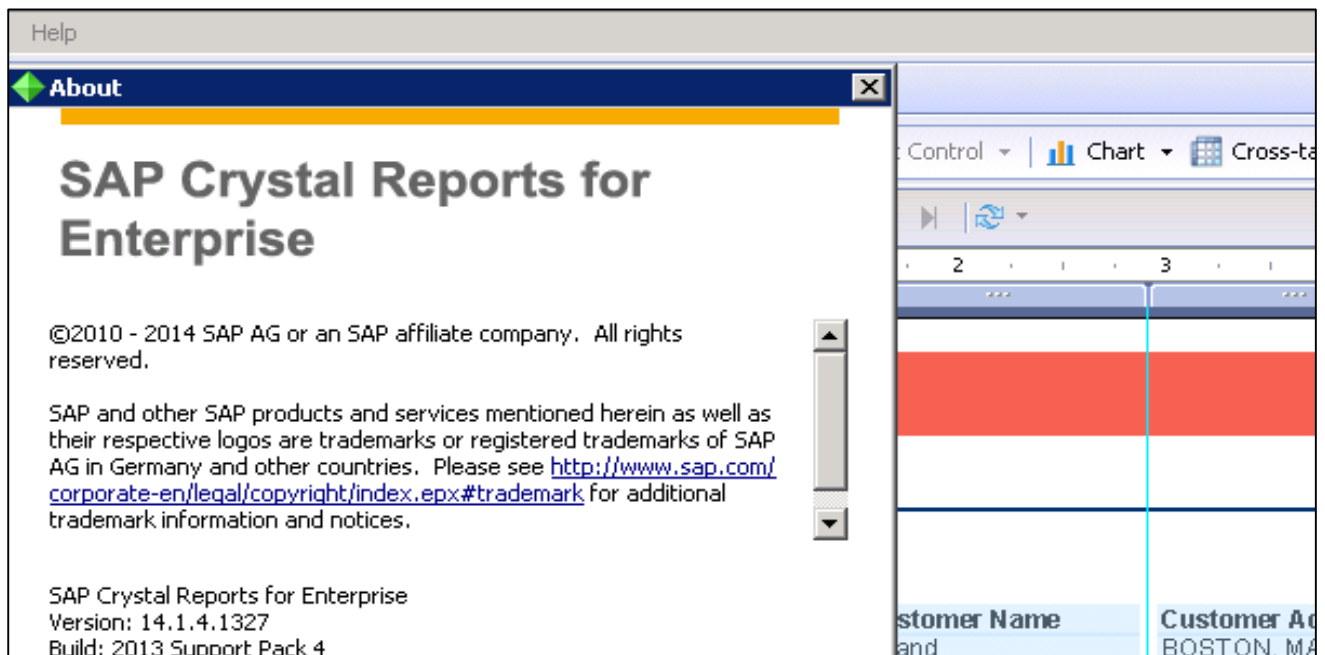 Help
About
SAP Crystal Reports for
Enterprise
©2010 - 2014 SAP AG or an SAP affiliate company. All rights
reserved.
SAP and other SAP products and services mentioned herein as well as
their respective logos are trademarks or registered trademarks of SAP
AG in Germany and other countries. Please see http://www.sap.com/
corporate-en/legal/copyright/index.epx#trademark for additional
trademark information and notices.
SAP Crystal Reports for Enterprise
Version: 14.1.4.1327
Build: 2013 Support Pack 4
Control Chart Cross-ta
2 3
stomer Name Customer Ad
and BOSTON, MA